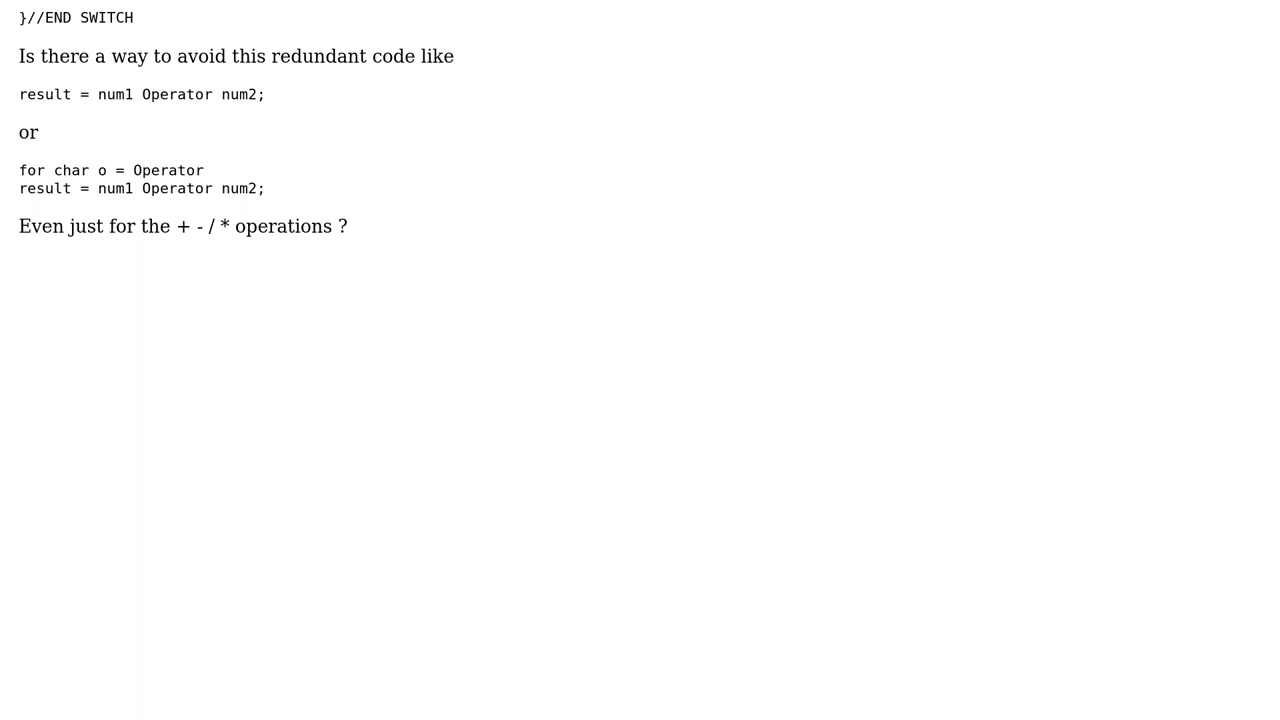 }//END SWITCH
Is there a way to avoid this redundant code like
result = num1 Operator num2;
or
for char o = Operator
result = num1 Operator num2;
Even just for the + - / * operations ?